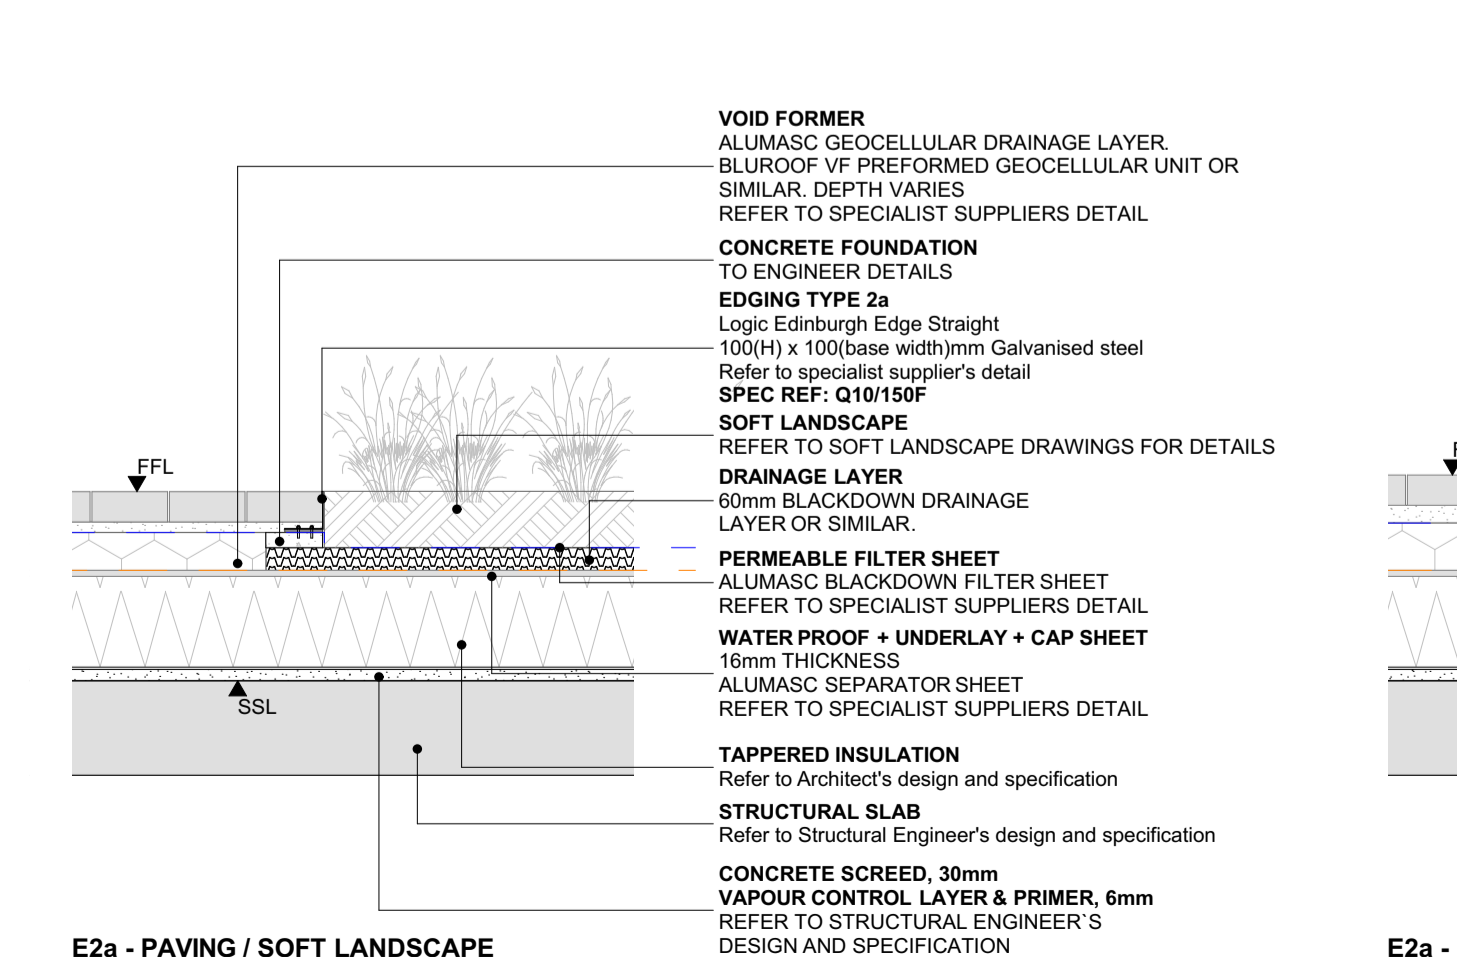 VOID FORMER
ALUMASC GEOCELLULAR DRAINAGE LAYER.
BLUROOF VF PREFORMED GEOCELLULAR UNIT OR
SIMILAR. DEPTH VARIES
REFER TO SPECIALIST SUPPLIERS DETAIL
CONCRETE FOUNDATION
TO ENGINEER DETAILS
EDGING TYPE 2a
Logic Edinburgh Edge Straight
100(H) x 100(base width)mm Galvanised steel
Refer to specialist supplier's detail
SPEC REF: Q10/150F
SOFT LANDSCAPE
REFER TO SOFT LANDSCAPE DRAWINGS FOR DETAILS
FFL
DRAINAGE LAYER
60mm BLACKDOWN DRAINAGE
LAYER OR SIMILAR.
PERMEABLE FILTER SHEET
ALUMASC BLACKDOWN FILTER SHEET
REFER TO SPECIALIST SUPPLIERS DETAIL
WATER PROOF + UNDERLAY + CAP SHEET
16mm THICKNESS
ALUMASC SEPARATOR SHEET
REFER TO SPECIALIST SUPPLIERS DETAIL
SSL
TAPPERED INSULATION
Refer to Architect's design and specification
STRUCTURAL SLAB
Refer to Structural Engineer's design and specification
CONCRETE SCREED, 30mm
VAPOUR CONTROL LAYER & PRIMER, 6mm
REFER TO STRUCTURAL ENGINEER`S
DESIGN AND SPECIFICATION
E2a - PAVING / SOFT LANDSCAPE
E2a -